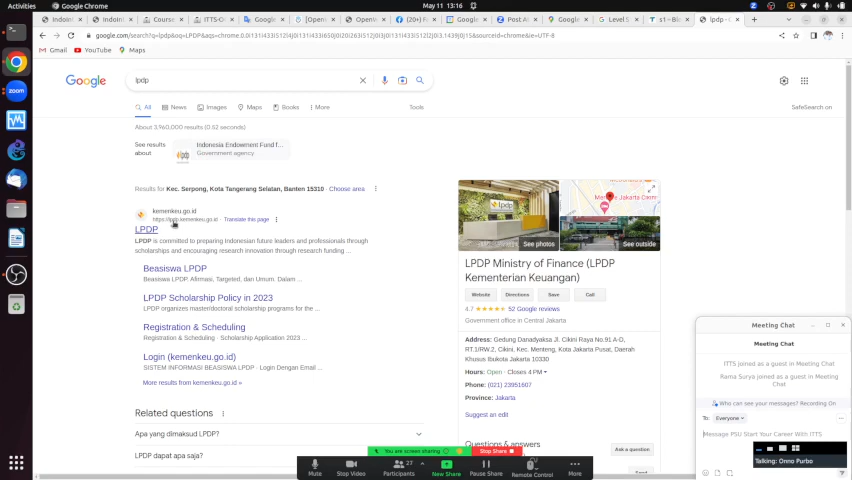 Google Chrome
May 11 13:16
Course
Google
Google
Level S
lpdp -
google.com/search?q=lpdp&oq=LPDP&aqs=chrome
Gmail
YouTube
Maps
Google
lpdp
All
News
Images
Maps
Books
More
Tools
SafeSearch on
About 3,960,000 results (0.52 seconds)
See results
about
Indonesia Endowment Fund f...
Government agency
Results for Kec. Serpong, Kota Tangerang Selatan, Banten 15310 · Choose area
kemenkeu.go.id
https://lpdp.kemenkeu.go.id · Translate this page
LPDP
LPDP is committed to preparing Indonesian future leaders and professionals through
scholarships and encouraging research innovation through research funding ...
Beasiswa LPDP
Beasiswa LPDP. Afirmasi, Targeted, dan Umum. Dalam ...
LPDP Scholarship Policy in 2023
LPDP organizes master/doctoral scholarship programs for the ...
Registration & Scheduling
Registration & Scheduling · Scholarship Application 2023 ...
Login (kemenkeu.go.id)
SISTEM INFORMASI BEASISWA LPDP · Login Dengan Email ...
More results from kemenkeu.go.id »
Related questions
Apa yang dimaksud LPDP?
LPDP dapat apa saja?
See photos
See outside
LPDP Ministry of Finance (LPDP
Kementerian Keuangan)
Website
Directions
Save
Call
4.7
52 Google reviews
Government office in Central Jakarta
Address: Gedung Danadyaksa Jl. Cikini Raya No.91 A-D,
RT.1/RW.2, Cikini, Kec. Menteng, Kota Jakarta Pusat, Daerah
Khusus Ibukota Jakarta 10330
Hours: Open · Closes 4 PM
Phone: (021) 23951607
Province: Jakarta
Suggest an edit
Questions & answers
Ask a question
Send
Meeting Chat
Meeting Chat
ITTS joined as a guest in Meeting Chat
Rama Surya joined as a guest in Meeting
Chat
Who can see your messages? Recording On
To:
Everyone
Message PSU Start Your Career With ITTS
Talking: Onno Purbo
You are screen sharing
Stop Share
Mute
Stop Video
Participants
27
New Share
Pause Share
Remote Control
More
zoom